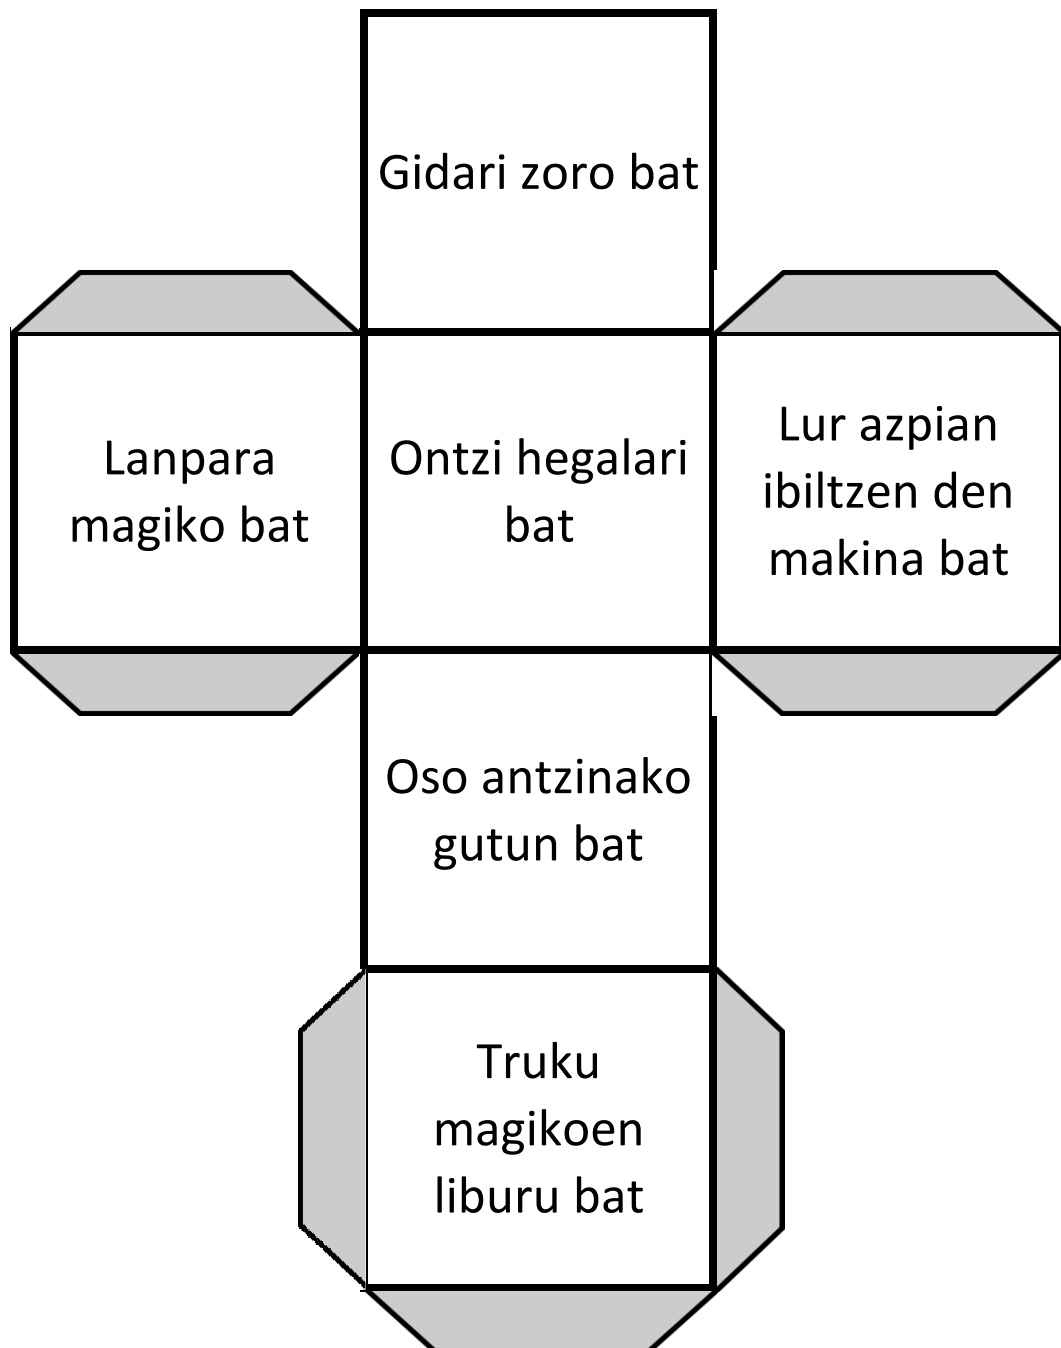 Gidari zoro bat
Lanpara
magiko bat
Ontzi hegalari
bat
Lur azpian
ibiltzen den
makina bat
Oso antzinako
gutun bat
Truku
magikoen
liburu bat